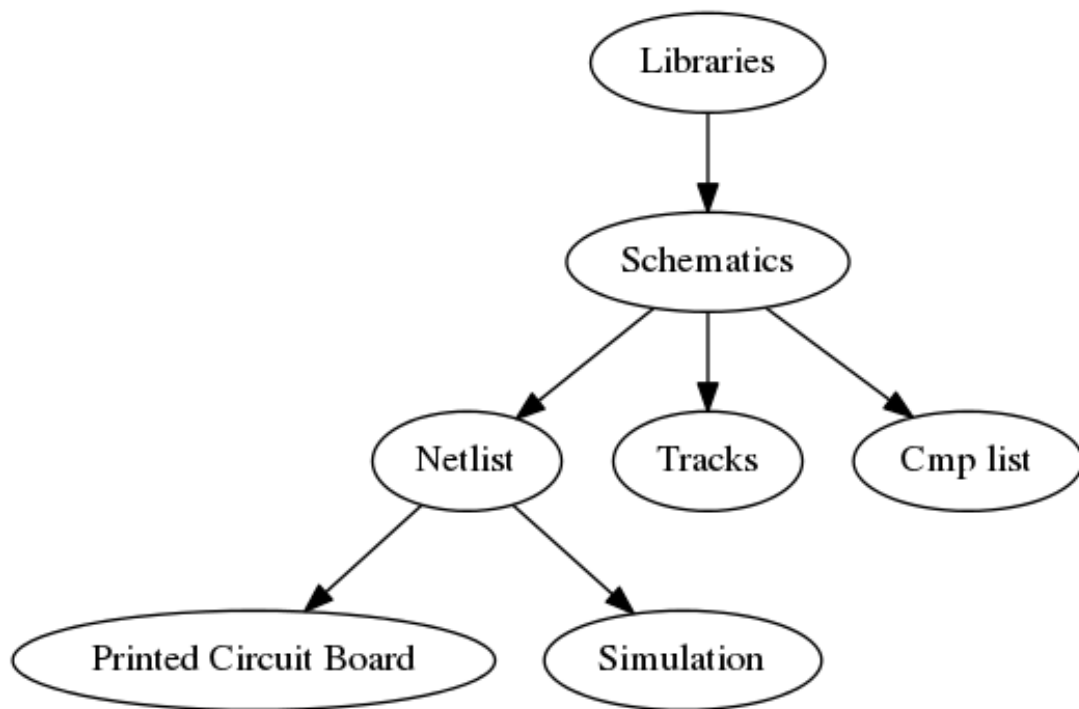 Libraries
Schematics
Netlist
Tracks
Cmp list
Printed Circuit Board
Simulation